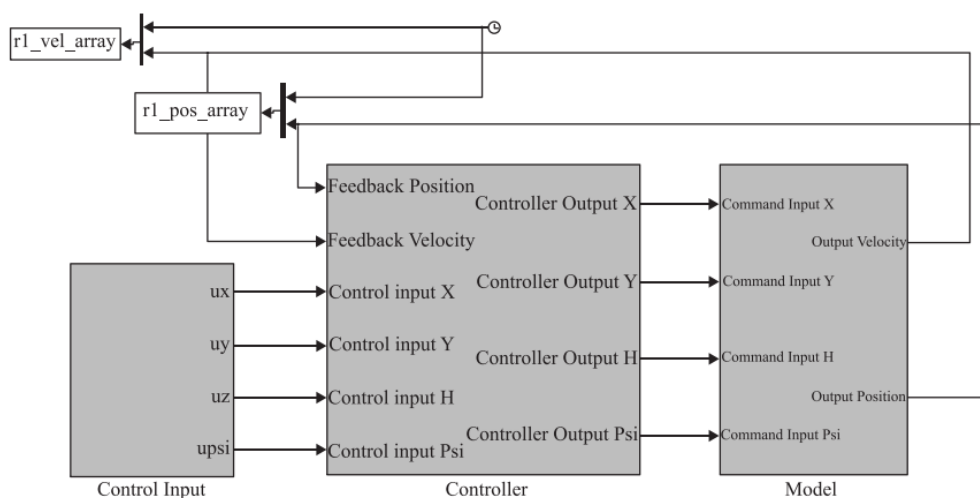 r1_vel_array
r1_pos_array
Feedback Position
Feedback Velocity
Control input X
Control input Y
Control input H
Control input Psi
Controller Output X
Controller Output Y
Controller Output H
Controller Output Psi
Command Input X
Output Velocity
Command Input Y
Command Input H
Output Position
Command Input Psi
ux
uy
uz
upsi
Control Input
Controller
Model